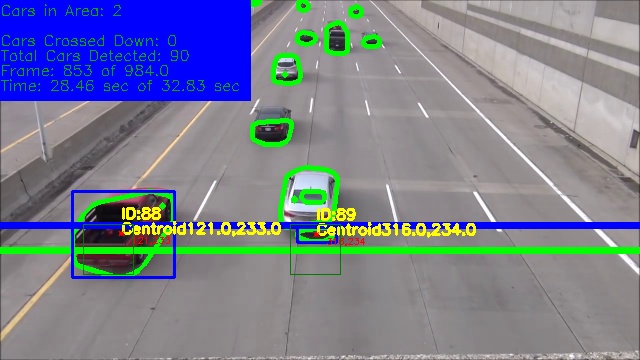 Cars in Area: 2
Cars Crossed Down: 0
Total Cars Detected: 90
Frame: 853 of 984.0
Time: 28.46 sec of 32.83 sec
ID:88
Centroid121.0,233.0
ID:89
Centroid316.0,234.0